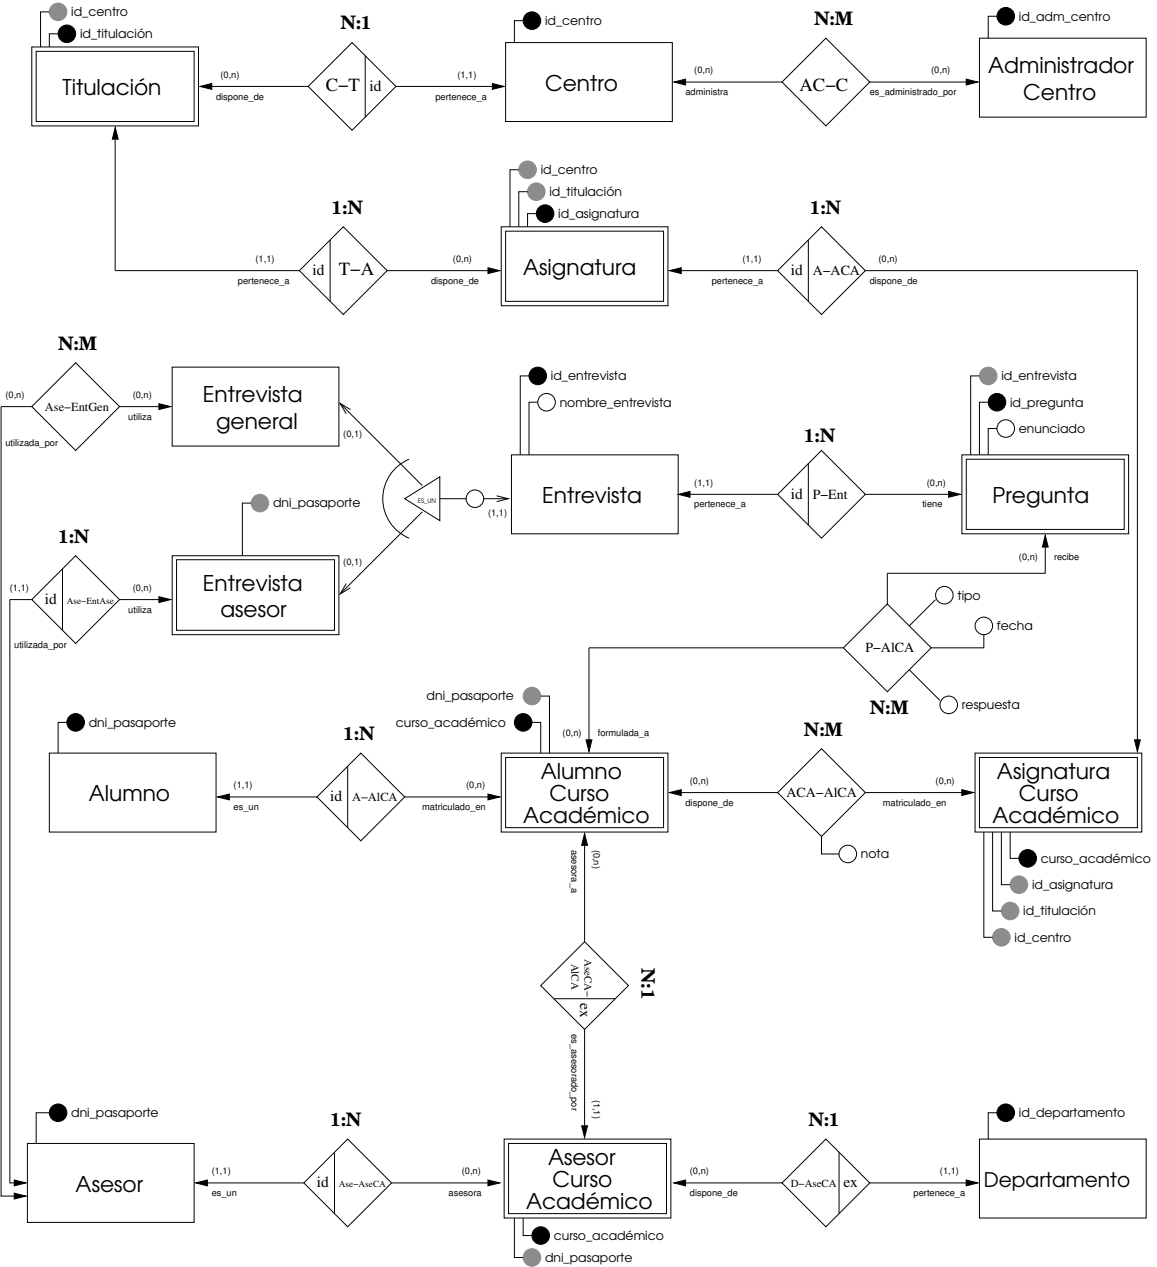 id_centro
id_titulación
Titulación
N:1
(0,n)
dispone_de
C–T
id
(1,1)
pertenece_a
id_centro
Centro
N:M
(0,n)
administra
AC–C
(0,n)
es_administrado_por
id_adm_centro
Administrador
Centro
id_centro
id_titulación
id_asignatura
1:N
(1,1)
pertenece_a
id
T–A
(0,n)
dispone_de
Asignatura
1:N
(1,1)
pertenece_a
id
A–ACA
(0,n)
dispone_de
N:M
(0,n)
utilizada_por
Ase–EntGen
(0,n)
utiliza
Entrevista
general
(0,1)
id_entrevista
nombre_entrevista
Entrevista
ES_UN
(1,1)
1:N
(1,1)
pertenece_a
id
P–Ent
(0,n)
tiene
id_entrevista
id_pregunta
enunciado
Pregunta
dni_pasaporte
1:N
(1,1)
utilizada_por
id
Ase–EntAse
(0,n)
utiliza
Entrevista
asesor
(0,1)
(0,n)
recibe
tipo
fecha
P–AlCA
respuesta
N:M
(0,n)
formulada_a
dni_pasaporte
Alumno
1:N
(1,1)
es_un
id
A–AlCA
(0,n)
matriculado_en
dni_pasaporte
curso_académico
Alumno
Curso
Académico
N:M
(0,n)
dispone_de
ACA–AlCA
(0,n)
matriculado_en
nota
Asignatura
Curso
Académico
curso_académico
id_asignatura
id_titulación
id_centro
(0,n)
asesora_a
AseCA–
AlCA
ex
N:1
es_asesorado_por
(1,1)
dni_pasaporte
Asesor
1:N
(1,1)
es_un
id
Ase–AseCA
(0,n)
asesora
Asesor
Curso
Académico
curso_académico
dni_pasaporte
N:1
(0,n)
dispone_de
D–AseCA
ex
(1,1)
pertenece_a
id_departamento
Departamento